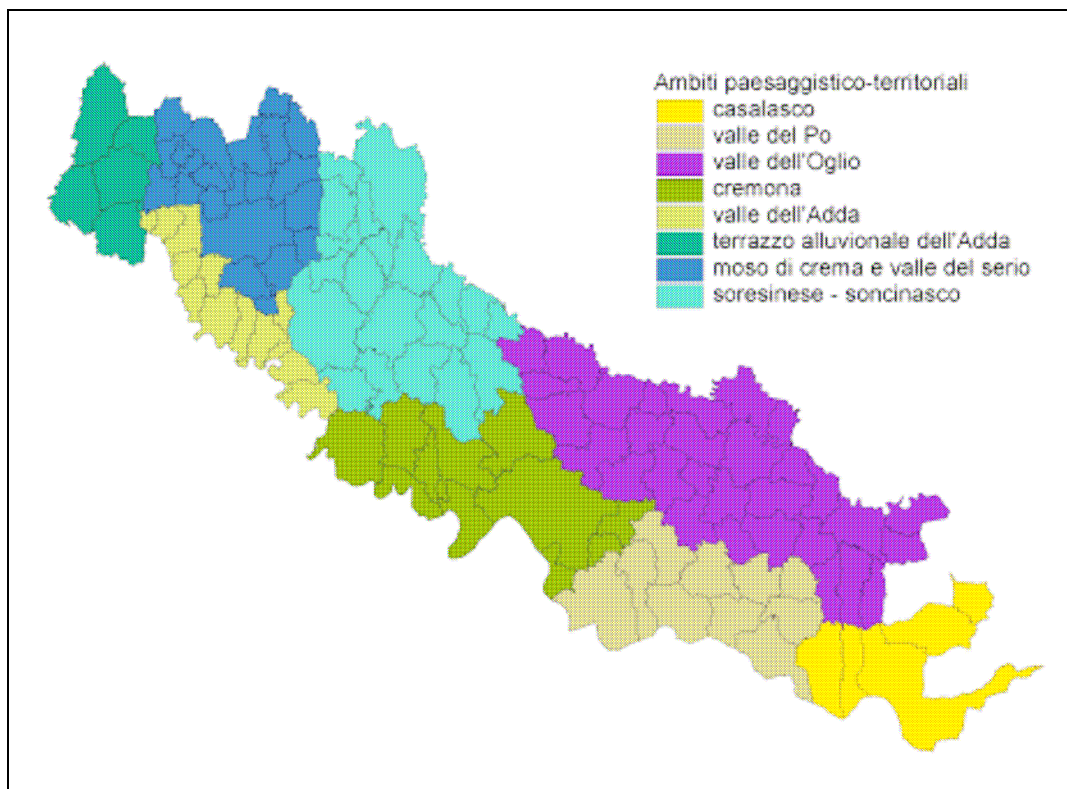 Ambiti paesaggistico-territoriali
casalasco
valle del Po
valle dell'Oglio
cremona
valle dell'Adda
terrazzo alluvionale dell'Adda
moso di crema e valle del serio
soresinese - soncinasco